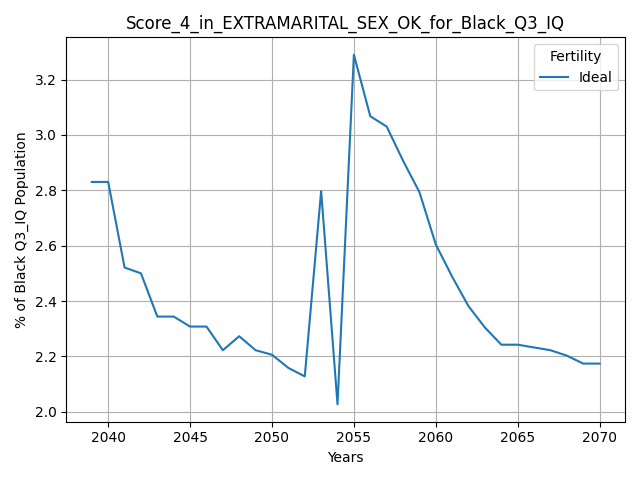 Score_4_in_EXTRAMARITAL_SEX_OK_for_Black_Q3_IQ
Fertility
Ideal
% of Black Q3_IQ Population
3.2
3.0
2.8
2.6
2.4
2.2
2.0
2040 2045 2050 2055 2060 2065 2070
Years